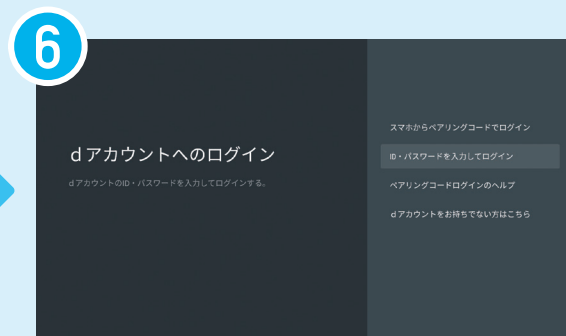 6
dアカウントへのログイン
dアカウントのID・パスワードを入力してログインする。
スマホからペアリングコードでログイン
ID・パスワードを入力してログイン
ペアリングコードログインのヘルプ
dアカウントをお持ちでない方はこちら